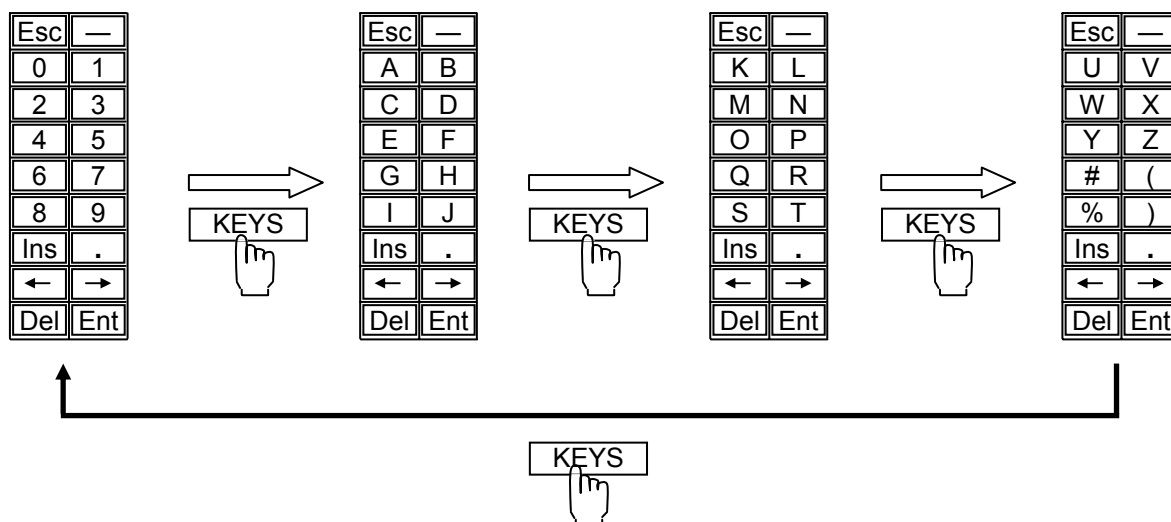 Esc — Esc — Esc — Esc —
0 1 A B K L U V
2 3 C D M N W X
4 5 E F O P Y Z
6 7 G H Q R # (
8 9 I J S T % )
KEYS KEYS KEYS
Ins . Ins . Ins . Ins .
← → ← → ← → ← →
Del Ent Del Ent Del Ent Del Ent
KEYS